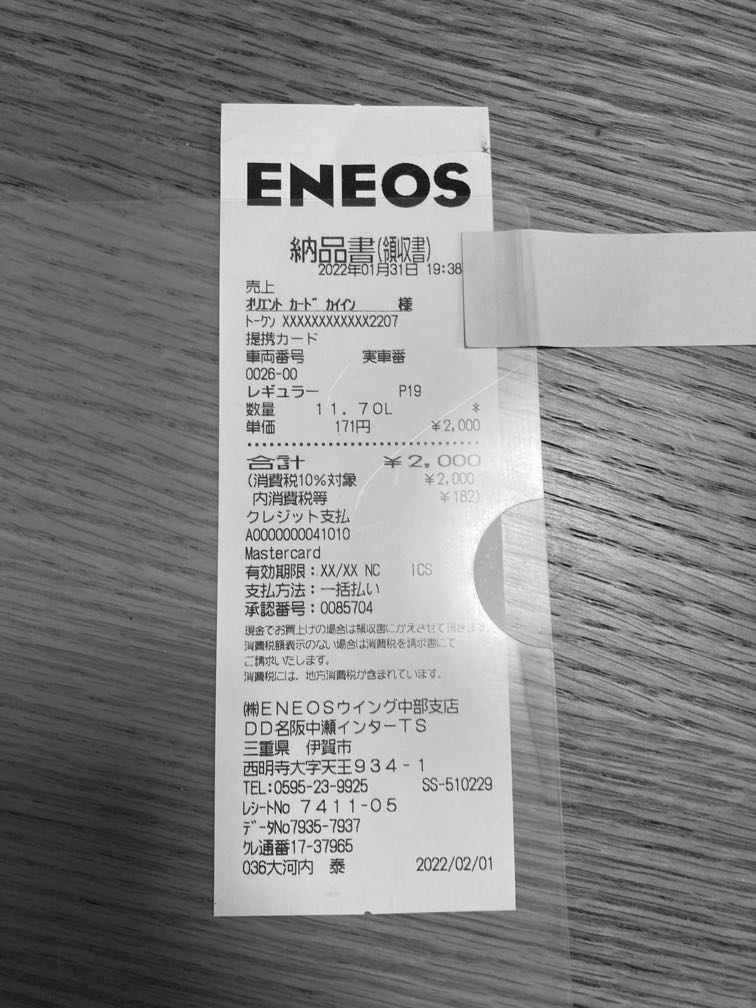 ENEOS
納品書(領収書)
2022年01月31日 19:38
売上
ｵﾘｴﾝﾄ ｶｰﾄﾞ ｶｲｲﾝ 様
ﾄｰｸﾝ XXXXXXXXXXXX2207
提携カード
車両番号 実車番
0026-00
レギュラー P19
数量 11.70L *
単価 171円 ¥2,000
合計 ¥2,000
(消費税10%対象 ¥2,000
内消費税等 ¥182)
クレジット支払
A0000000041010
Mastercard
有効期限：XX/XX NC ICS
支払方法：一括払い
承認番号：0085704
現金でお買上げの場合は領収書にかえさせて頂きます
消費税額表示のない場合は消費税を請求書にて
ご請求いたします。
消費税には、地方消費税が含まれています。
㈱ENEOSウイング中部支店
DD名阪中瀬インターTS
三重県 伊賀市
西明寺大字天王934-1
TEL:0595-23-9925 SS-510229
ﾚｼｰﾄNo 7411-05
ﾃﾞｰﾀNo7935-7937
ｸﾚ通番17-37965
036大河内 泰 2022/02/01